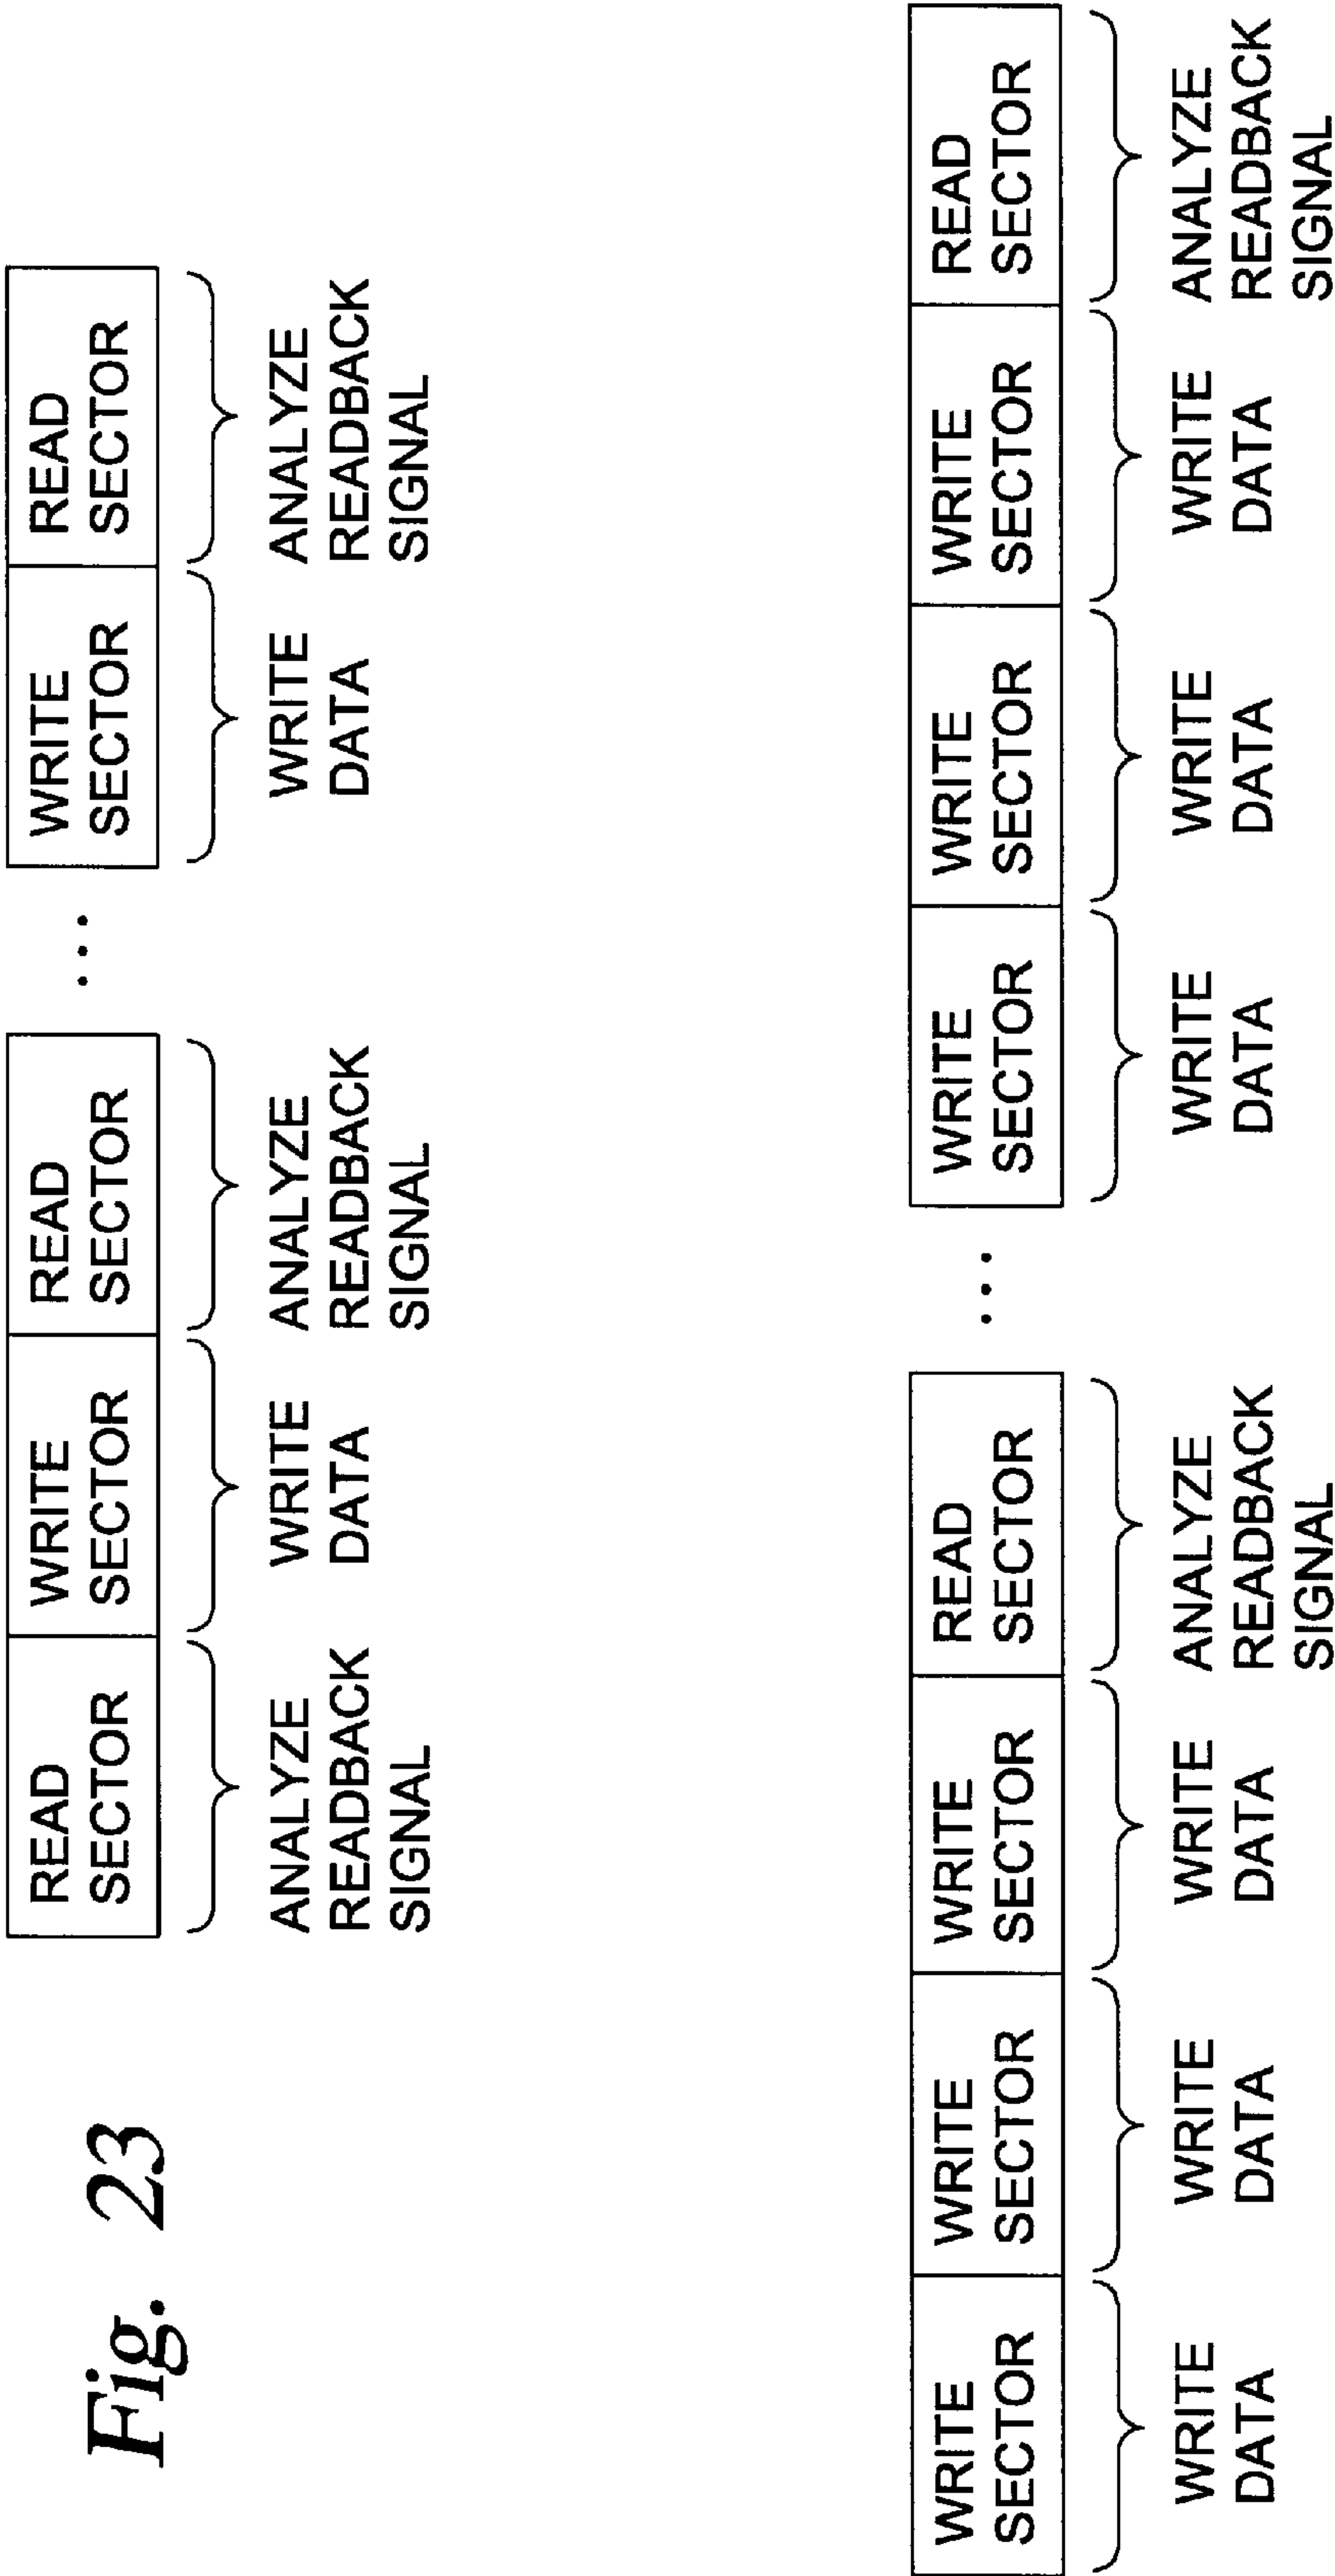 Fig. 23
READ
SECTOR
WRITE
SECTOR
READ
SECTOR
...
WRITE
SECTOR
READ
SECTOR
ANALYZE
READBACK
SIGNAL
WRITE
DATA
ANALYZE
READBACK
SIGNAL
WRITE
DATA
ANALYZE
READBACK
SIGNAL
WRITE
SECTOR
WRITE
SECTOR
WRITE
SECTOR
READ
SECTOR
...
WRITE
SECTOR
WRITE
SECTOR
WRITE
SECTOR
READ
SECTOR
WRITE
DATA
WRITE
DATA
WRITE
DATA
ANALYZE
READBACK
SIGNAL
WRITE
DATA
WRITE
DATA
WRITE
DATA
ANALYZE
READBACK
SIGNAL